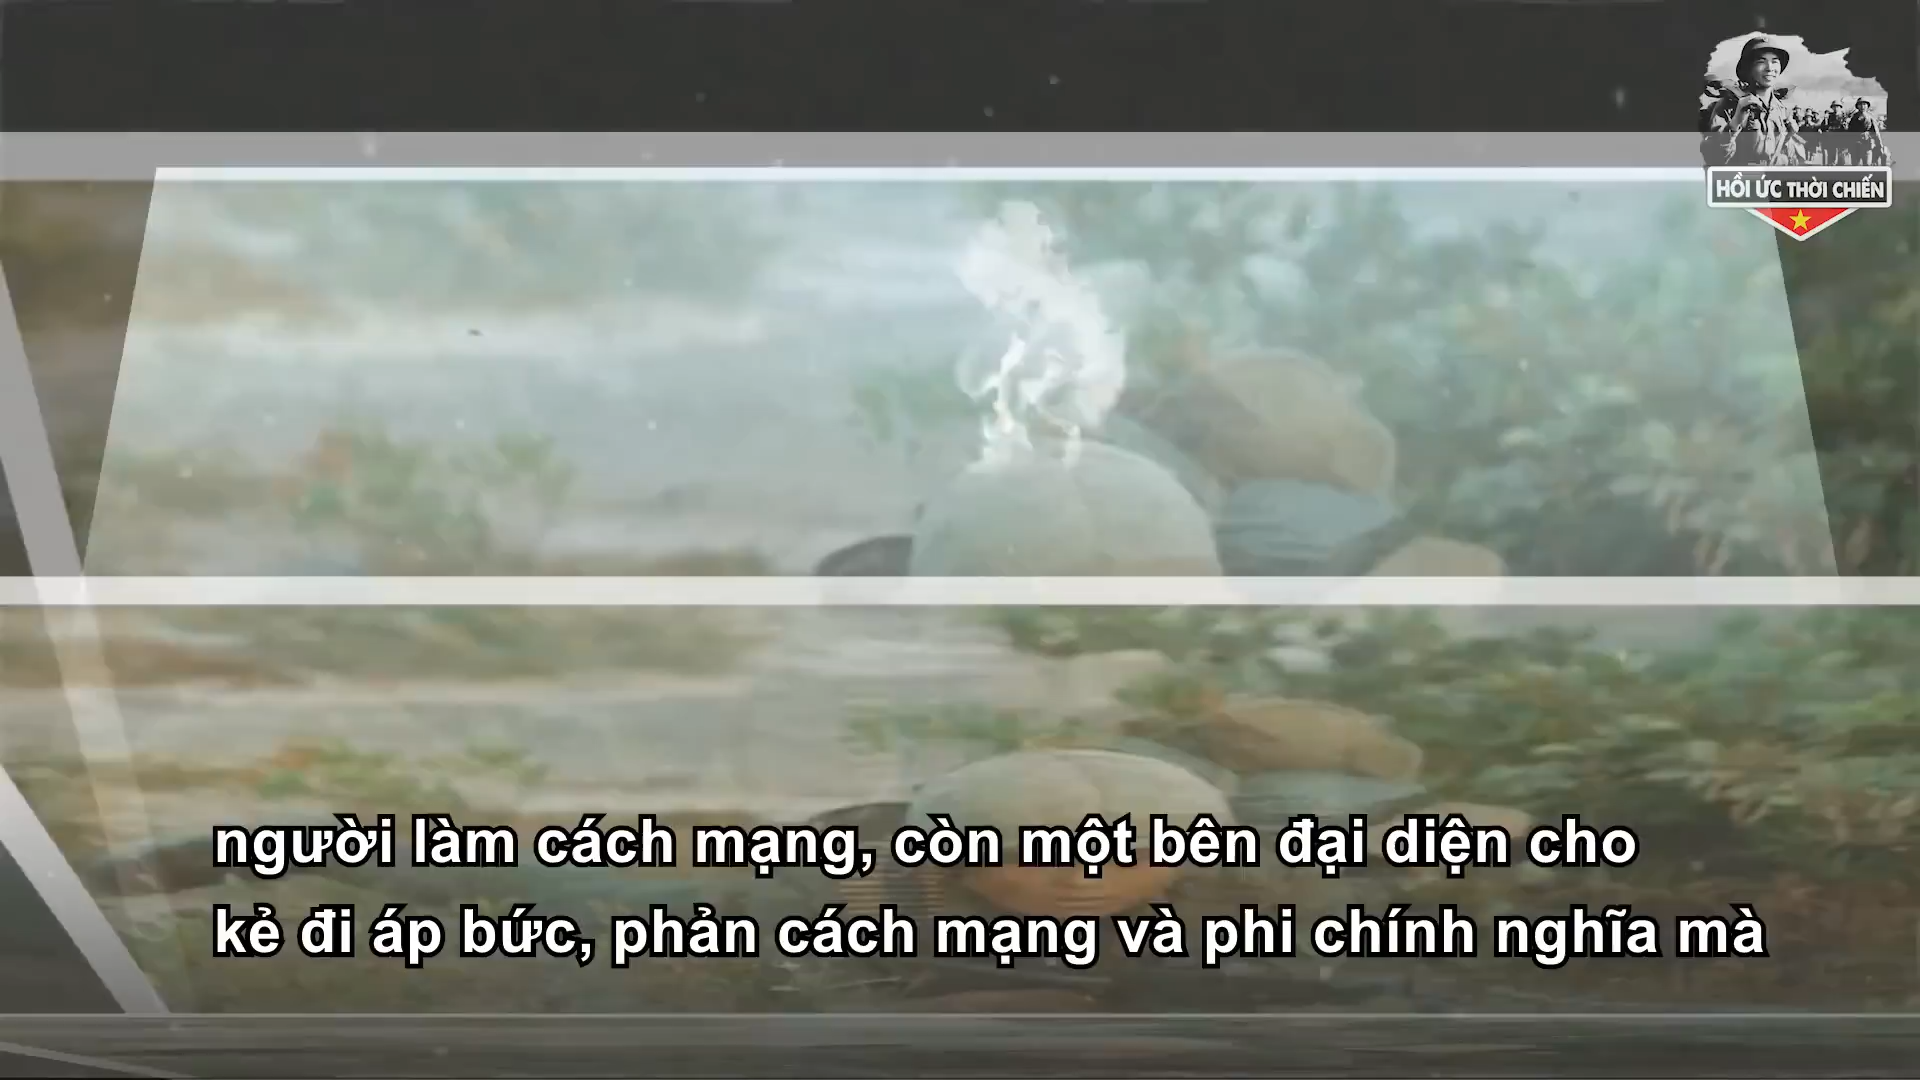 HỒI ỨC THỜI CHIẾN
người làm cách mạng, còn một bên đại diện cho
kẻ đi áp bức, phản cách mạng và phi chính nghĩa mà